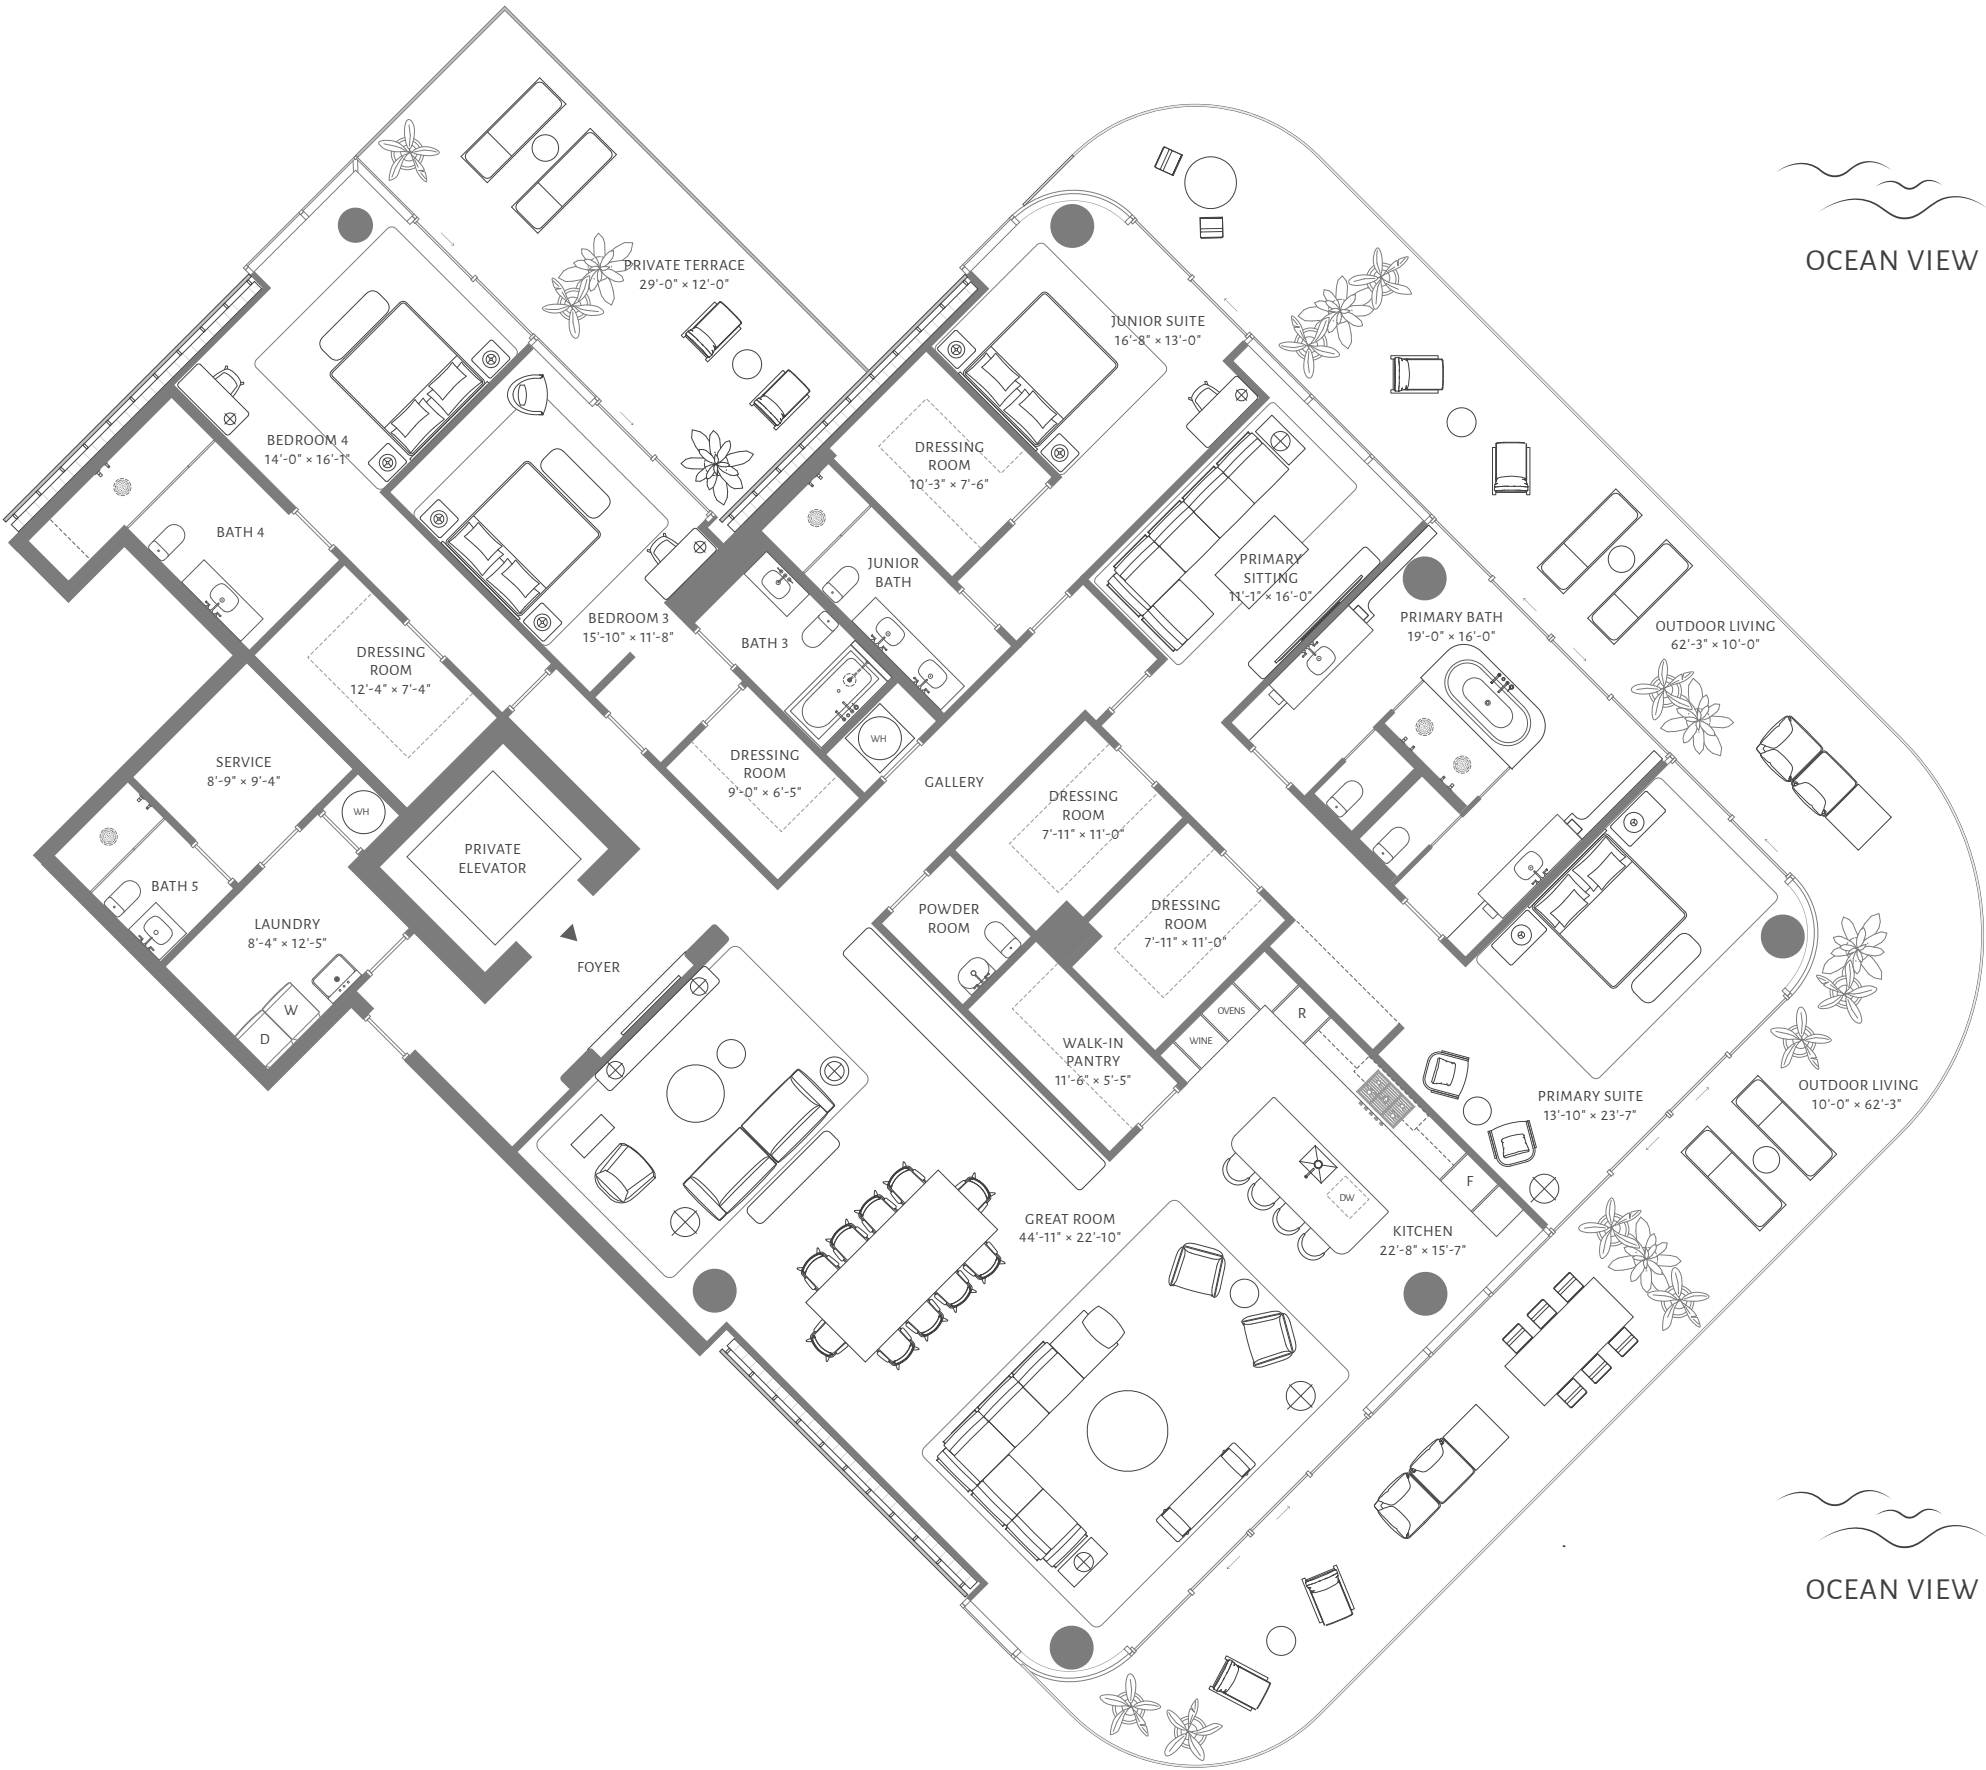 OCEAN VIEW
PRIVATE TERRACE
29'-0" × 12'-0"
JUNIOR SUITE
16'-8" × 13'-0"
BEDROOM 4
14'-0" × 16'-1"
DRESSING
ROOM
10'-3" × 7'-6"
BATH 4
JUNIOR
BATH
PRIMARY
SITTING
11'-1" × 16'-0"
BEDROOM 3
15'-10" × 11'-8"
PRIMARY BATH
19'-0" × 16'-0"
OUTDOOR LIVING
62'-3" × 10'-0"
BATH 3
DRESSING
ROOM
12'-4" × 7'-4"
WH
SERVICE
8'-9" × 9'-4"
DRESSING
ROOM
9'-0" × 6'-5"
GALLERY
DRESSING
ROOM
7'-11" × 11'-0"
WH
PRIVATE
ELEVATOR
BATH 5
LAUNDRY
8'-4" × 12'-5"
POWDER
ROOM
DRESSING
ROOM
7'-11" × 11'-0"
FOYER
W
D
OVENS
R
WINE
WALK-IN
PANTRY
11'-6" × 5'-5"
PRIMARY SUITE
13'-10" × 23'-7"
OUTDOOR LIVING
10'-0" × 62'-3"
F
DW
GREAT ROOM
44'-11" × 22'-10"
KITCHEN
22'-8" × 15'-7"
OCEAN VIEW